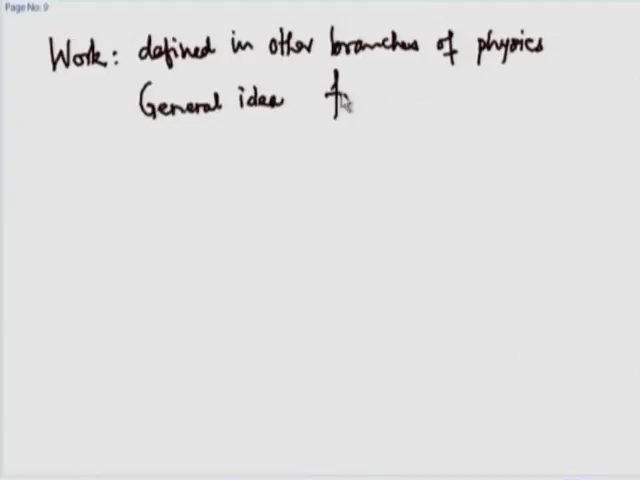 Page No: 9
Work: defined in other branches of physics
General idea f